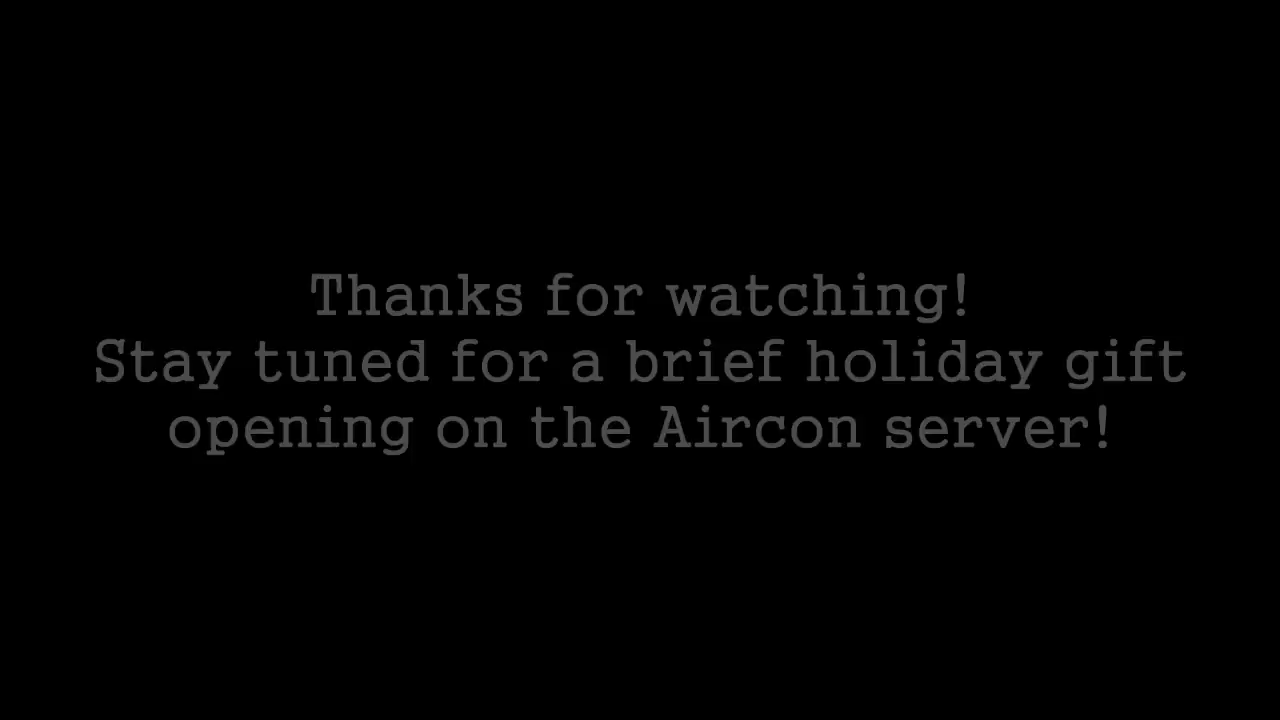 Thanks for watching!
Stay tuned for a brief holiday gift
opening on the Aircon server!